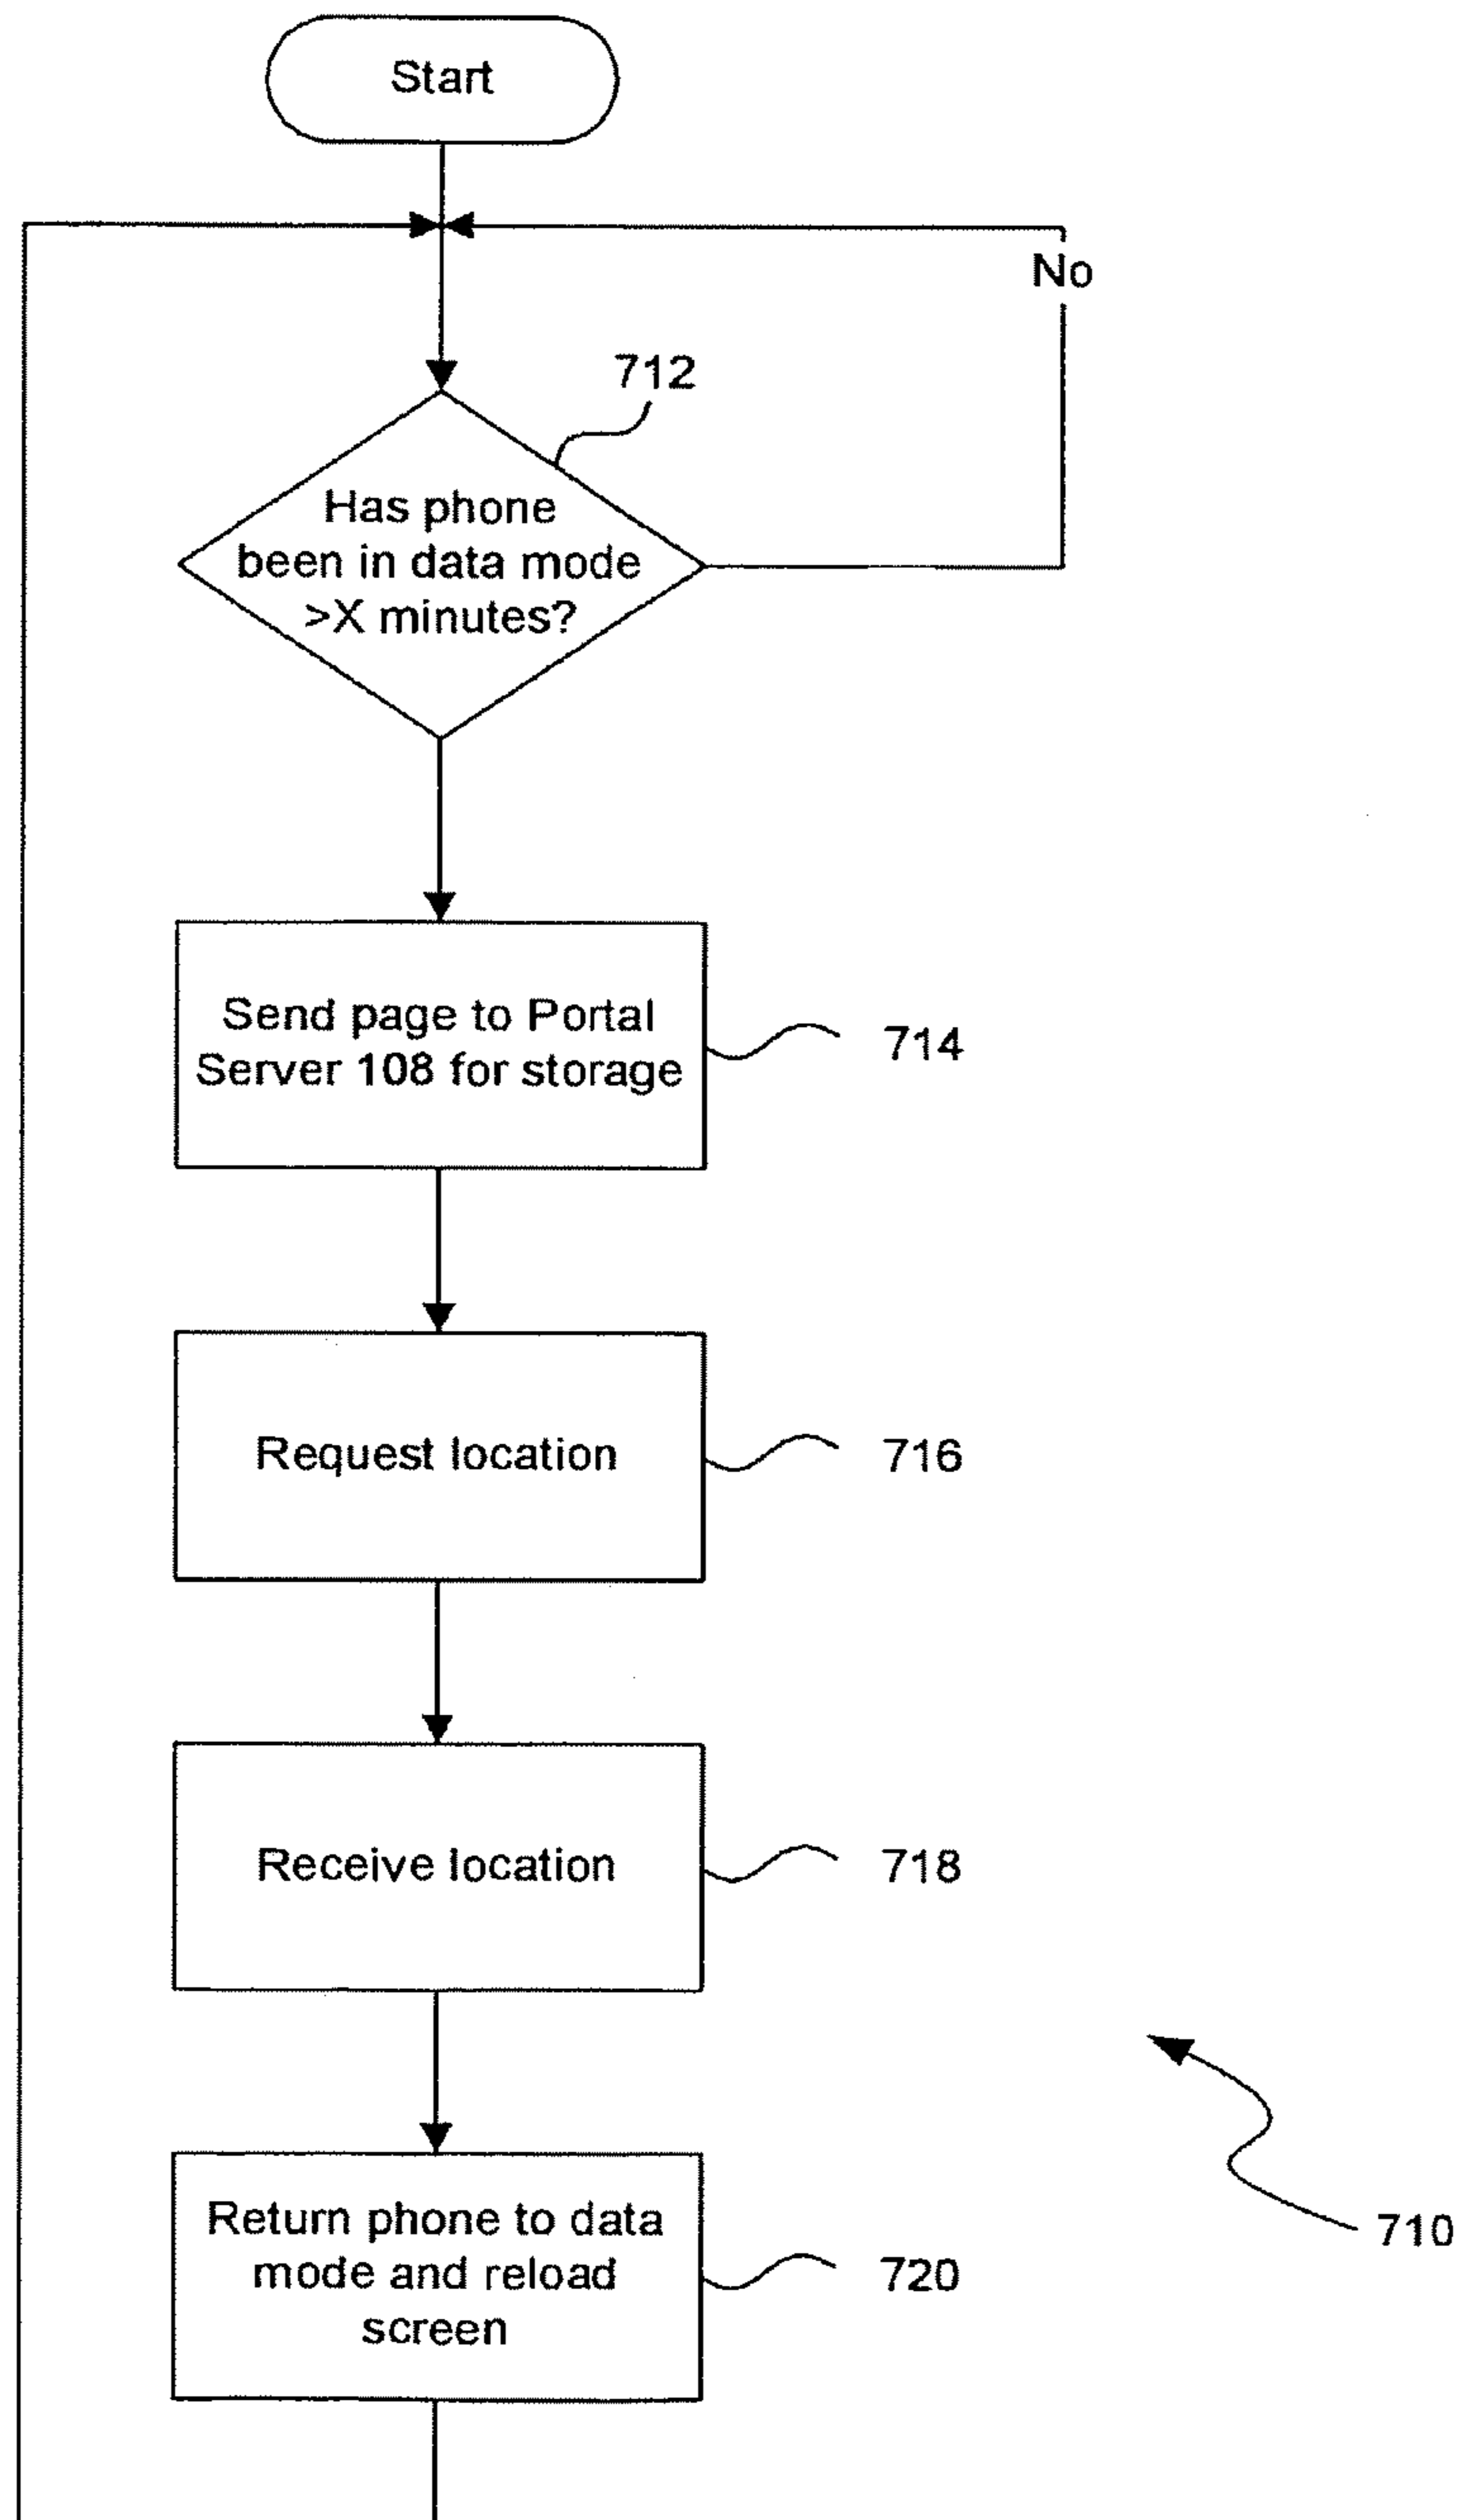 Start
No
712
Has phone
been in data mode
>X minutes?
Send page to Portal
Server 108 for storage
714
Request location
716
Receive location
718
Return phone to data
mode and reload
screen
720
710